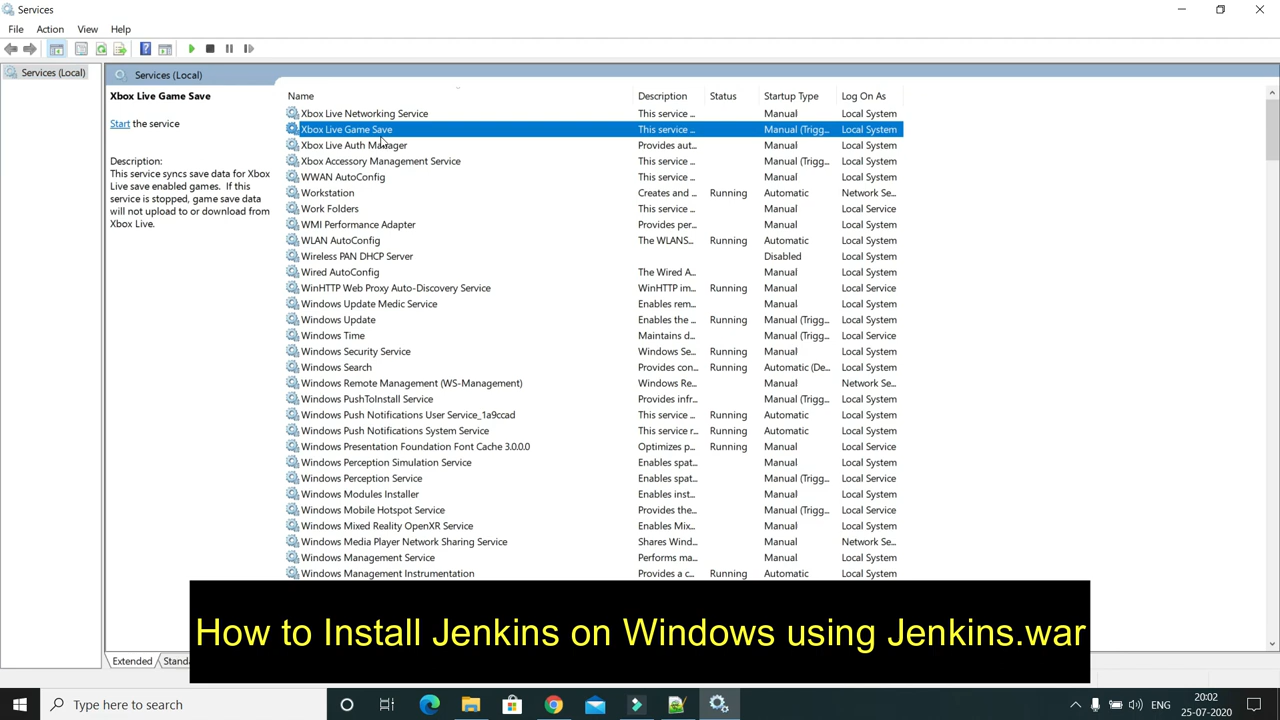 Services
File Action View Help
Services (Local)
Services (Local)
Xbox Live Game Save
Start the service
Description:
This service syncs save data for Xbox
Live save enabled games. If this
service is stopped, game save data
will not upload to or download from
Xbox Live.
Name Description Status Startup Type Log On As
Xbox Live Networking Service This service ... Manual Local System
Xbox Live Game Save This service ... Manual (Trigg... Local System
Xbox Live Auth Manager Provides aut... Manual Local System
Xbox Accessory Management Service This service ... Manual (Trigg... Local System
WWAN AutoConfig This service ... Manual Local System
Workstation Creates and ... Running Automatic Network Se...
Work Folders This service ... Manual Local Service
WMI Performance Adapter Provides per... Manual Local System
WLAN AutoConfig The WLANS... Running Automatic Local System
Wireless PAN DHCP Server Disabled Local System
Wired AutoConfig The Wired A... Manual Local System
WinHTTP Web Proxy Auto-Discovery Service WinHTTP im... Running Manual Local Service
Windows Update Medic Service Enables rem... Manual Local System
Windows Update Enables the ... Running Manual (Trigg... Local System
Windows Time Maintains d... Manual (Trigg... Local Service
Windows Security Service Windows Se... Running Manual Local System
Windows Search Provides con... Running Automatic (De... Local System
Windows Remote Management (WS-Management) Windows Re... Manual Network Se...
Windows PushToInstall Service Provides infr... Manual (Trigg... Local System
Windows Push Notifications User Service_1a9ccad This service ... Running Automatic Local System
Windows Push Notifications System Service This service r... Running Automatic Local System
Windows Presentation Foundation Font Cache 3.0.0.0 Optimizes p... Running Manual Local Service
Windows Perception Simulation Service Enables spat... Manual Local System
Windows Perception Service Enables spat... Manual (Trigg... Local Service
Windows Modules Installer Enables inst... Manual Local System
Windows Mobile Hotspot Service Provides the... Manual (Trigg... Local Service
Windows Mixed Reality OpenXR Service Enables Mix... Manual Local System
Windows Media Player Network Sharing Service Shares Wind... Manual Network Se...
Windows Management Service Performs ma... Manual Local System
Windows Management Instrumentation Provides a c... Running Automatic Local System
How to Install Jenkins on Windows using Jenkins.war
Extended Standa
Type here to search
ENG
20:02
25-07-2020